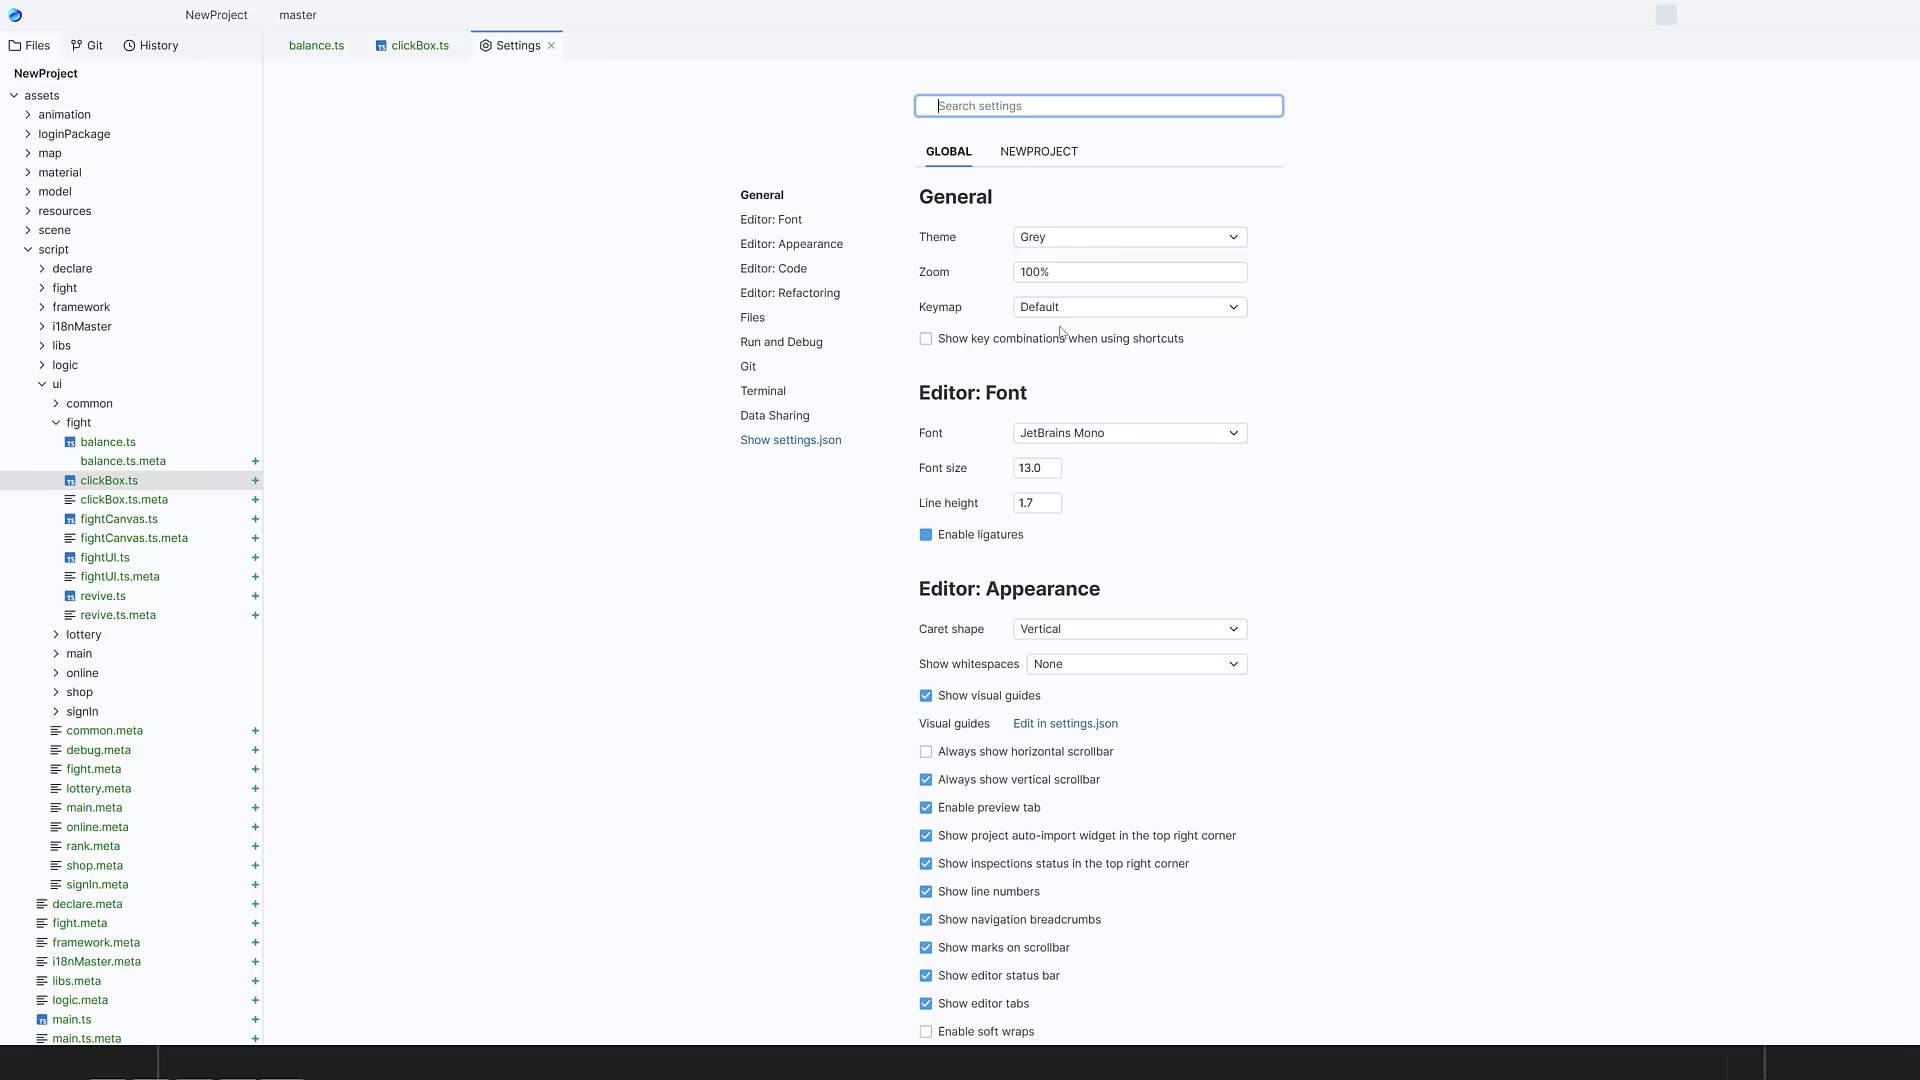 NewProject
master
Files
Git
History
balance.ts
clickBox.ts
Settings
NewProject
assets
animation
loginPackage
map
material
model
resources
scene
script
declare
fight
framework
i18nMaster
libs
logic
ui
common
fight
balance.ts
balance.ts.meta
clickBox.ts
clickBox.ts.meta
fightCanvas.ts
fightCanvas.ts.meta
fightUI.ts
fightUI.ts.meta
revive.ts
revive.ts.meta
lottery
main
online
shop
signIn
common.meta
debug.meta
fight.meta
lottery.meta
main.meta
online.meta
rank.meta
shop.meta
signIn.meta
declare.meta
fight.meta
framework.meta
i18nMaster.meta
libs.meta
logic.meta
main.ts
main.ts.meta
General
Editor: Font
Editor: Appearance
Editor: Code
Editor: Refactoring
Files
Run and Debug
Git
Terminal
Data Sharing
Show settings.json
Search settings
GLOBAL
NEWPROJECT
General
Theme
Grey
Zoom
100%
Keymap
Default
Show key combinations when using shortcuts
Editor: Font
Font
JetBrains Mono
Font size
13.0
Line height
1.7
Enable ligatures
Editor: Appearance
Caret shape
Vertical
Show whitespaces
None
Show visual guides
Visual guides
Edit in settings.json
Always show horizontal scrollbar
Always show vertical scrollbar
Enable preview tab
Show project auto-import widget in the top right corner
Show inspections status in the top right corner
Show line numbers
Show navigation breadcrumbs
Show marks on scrollbar
Show editor status bar
Show editor tabs
Enable soft wraps